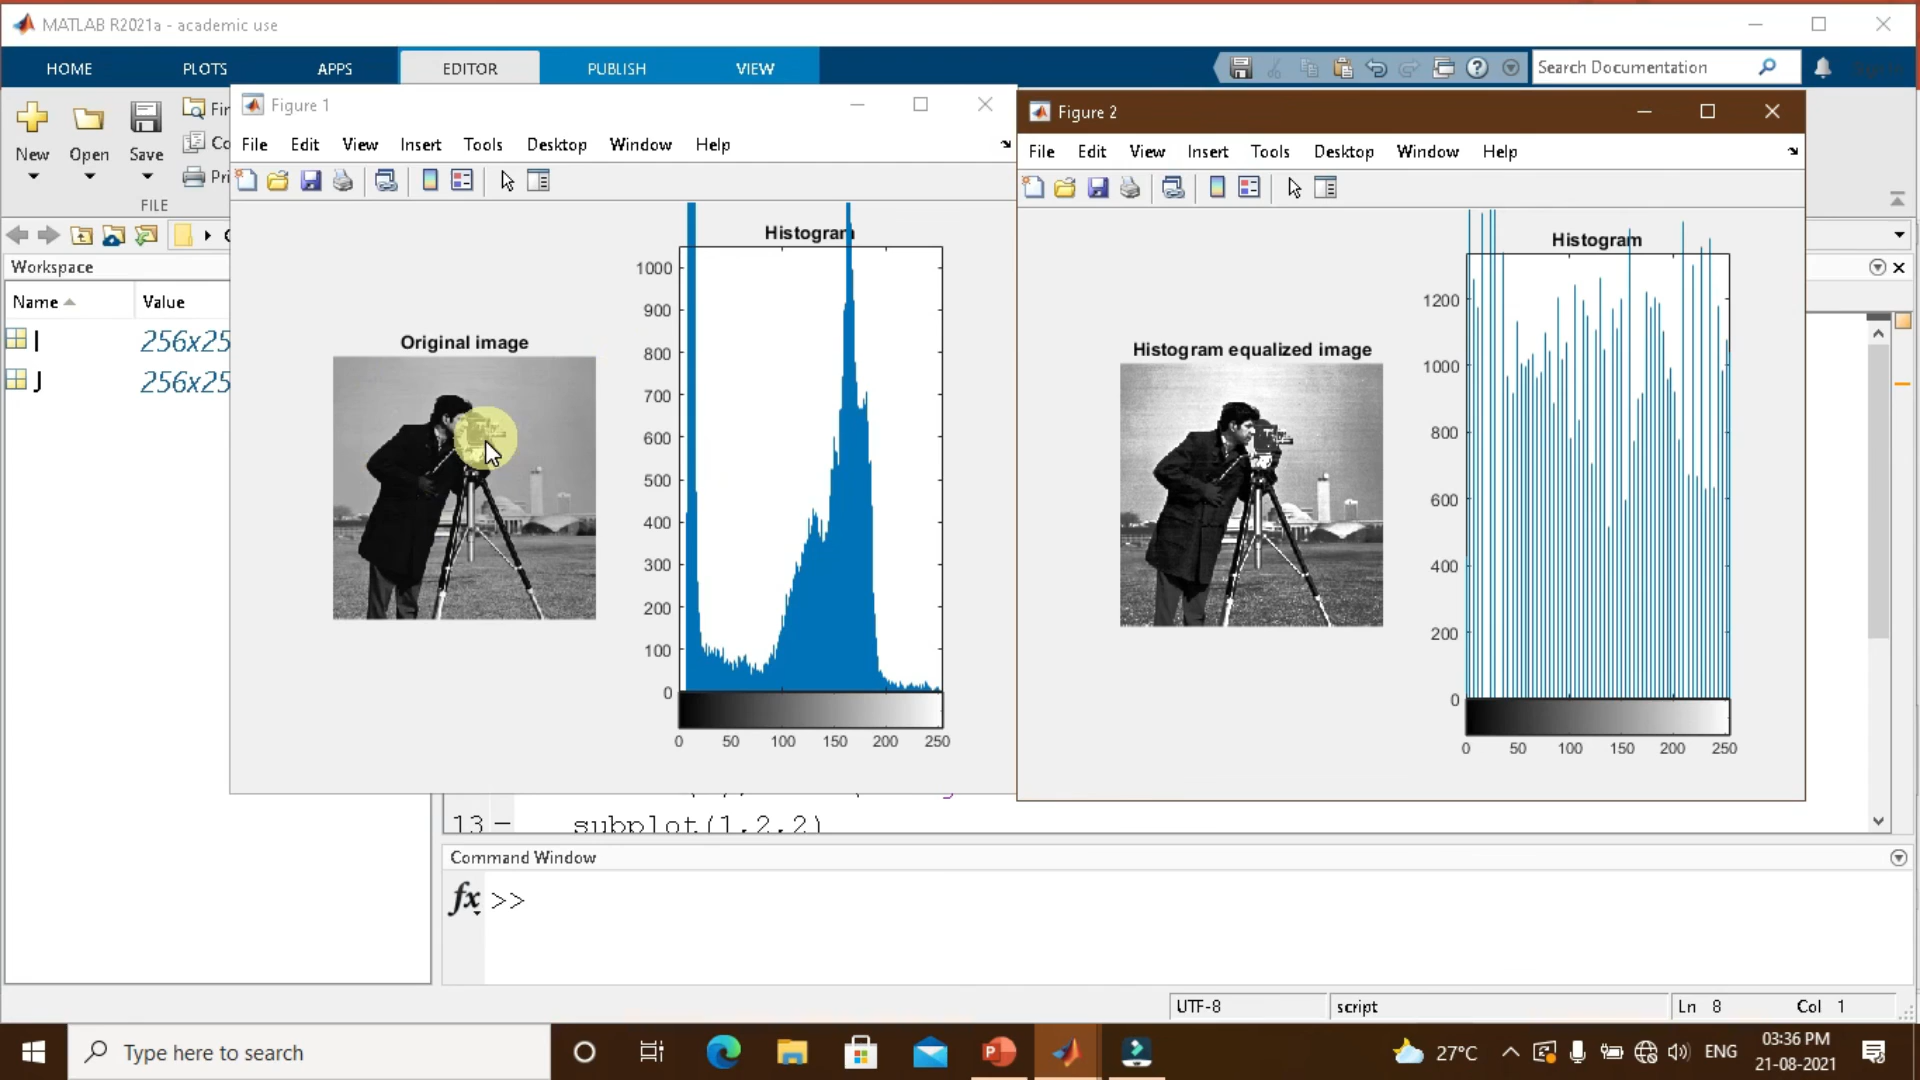 MATLAB R2021a - academic use
HOME PLOTS APPS EDITOR PUBLISH VIEW
Search Documentation
New Open Save
FILE
Workspace
Name Value
I 256x25
J 256x25
Figure 1
File Edit View Insert Tools Desktop Window Help
Original image
Histogram
1000
900
800
700
600
500
400
300
200
100
0
0 50 100 150 200 250
Figure 2
File Edit View Insert Tools Desktop Window Help
Histogram equalized image
Histogram
1200
1000
800
600
400
200
0
0 50 100 150 200 250
13 − subplot(1,2,2)
Command Window
fx >>
UTF-8 script Ln 8 Col 1
Type here to search
27°C ENG
03:36 PM
21-08-2021